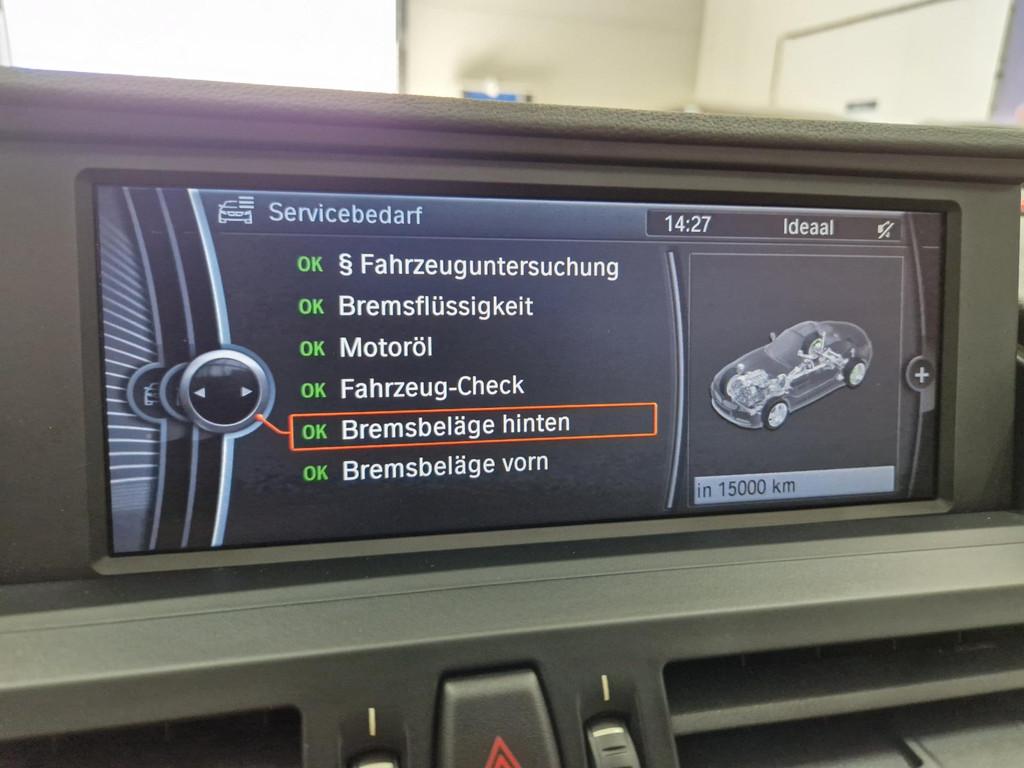 Servicebedarf
14:27 Ideaal
OK § Fahrzeuguntersuchung
OK Bremsflüssigkeit
OK Motoröl
OK Fahrzeug-Check
OK Bremsbeläge hinten
OK Bremsbeläge vorn
in 15000 km